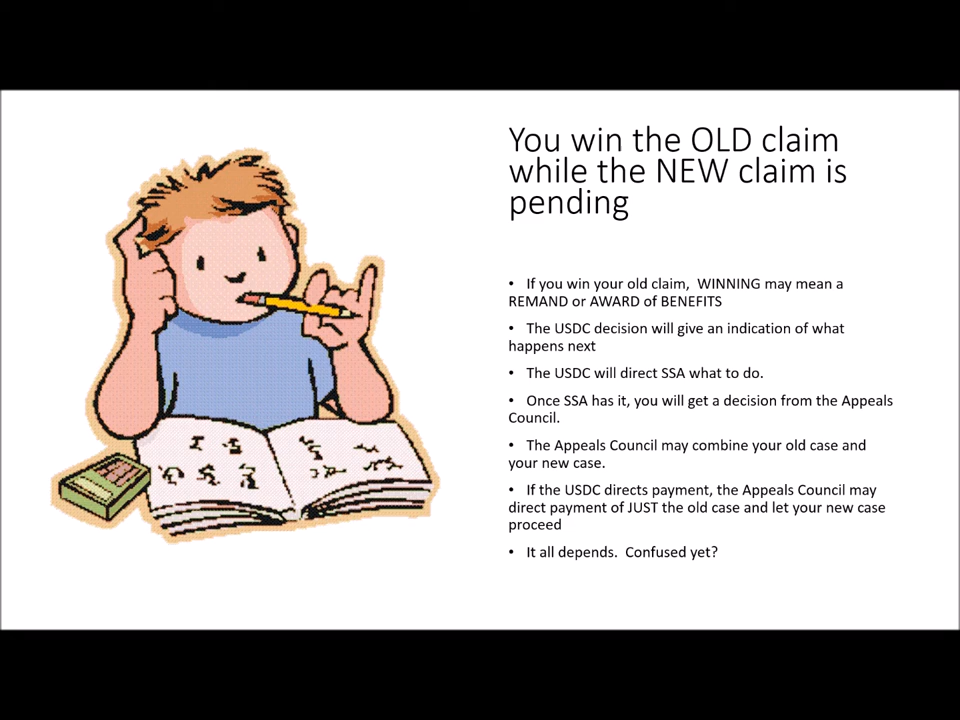 You win the OLD claim
while the NEW claim is
pending
• If you win your old claim, WINNING may mean a
REMAND or AWARD of BENEFITS
• The USDC decision will give an indication of what
happens next
• The USDC will direct SSA what to do.
• Once SSA has it, you will get a decision from the Appeals
Council.
• The Appeals Council may combine your old case and
your new case.
• If the USDC directs payment, the Appeals Council may
direct payment of JUST the old case and let your new case
proceed
• It all depends. Confused yet?